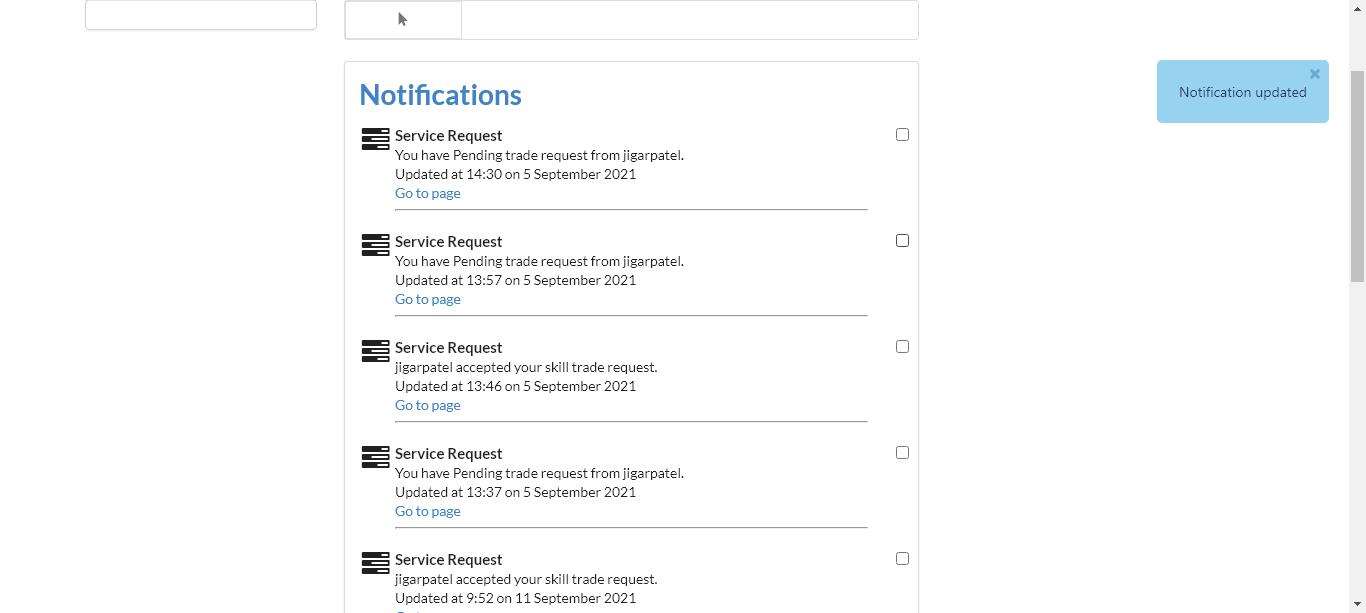 Notifications
Notification updated
Service Request
You have Pending trade request from jigarpatel.
Updated at 14:30 on 5 September 2021
Go to page
Service Request
You have Pending trade request from jigarpatel.
Updated at 13:57 on 5 September 2021
Go to page
Service Request
jigarpatel accepted your skill trade request.
Updated at 13:46 on 5 September 2021
Go to page
Service Request
You have Pending trade request from jigarpatel.
Updated at 13:37 on 5 September 2021
Go to page
Service Request
jigarpatel accepted your skill trade request.
Updated at 9:52 on 11 September 2021